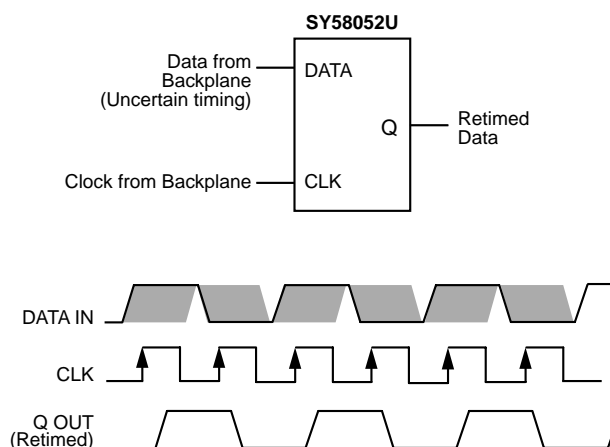 SY58052U
Data from
Backplane
(Uncertain timing)
DATA
Q
Retimed
Data
Clock from Backplane
CLK
DATA IN
CLK
Q OUT
(Retimed)